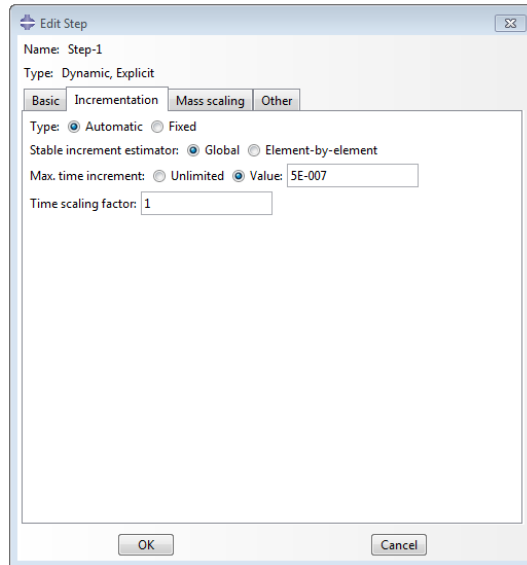 Edit Step
Name: Step-1
Type: Dynamic, Explicit
Basic Incrementation Mass scaling Other
Type: Automatic Fixed
Stable increment estimator: Global Element-by-element
Max. time increment: Unlimited Value: 5E-007
Time scaling factor: 1
OK Cancel